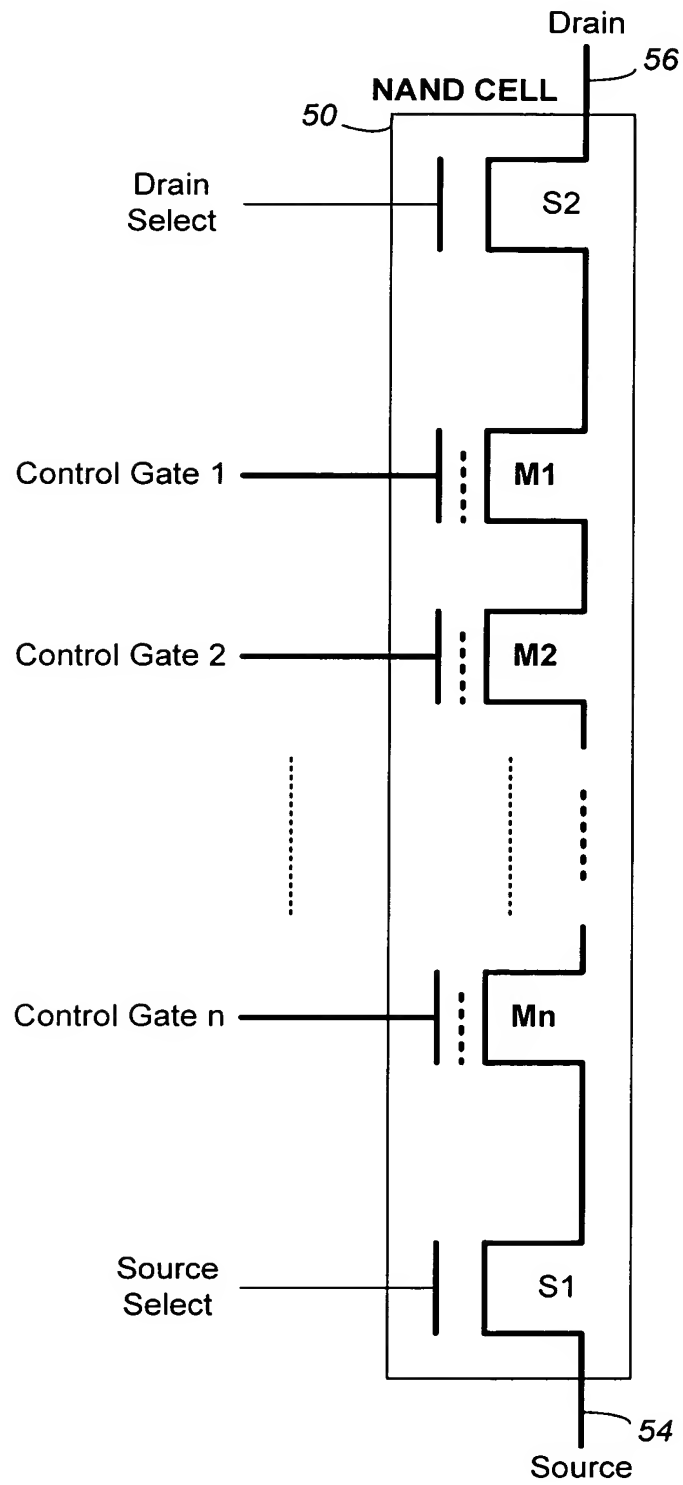 Drain
56
NAND CELL
50
Drain
Select
S2
Control Gate 1
M1
Control Gate 2
M2
Control Gate n
Mn
Source
Select
S1
54
Source